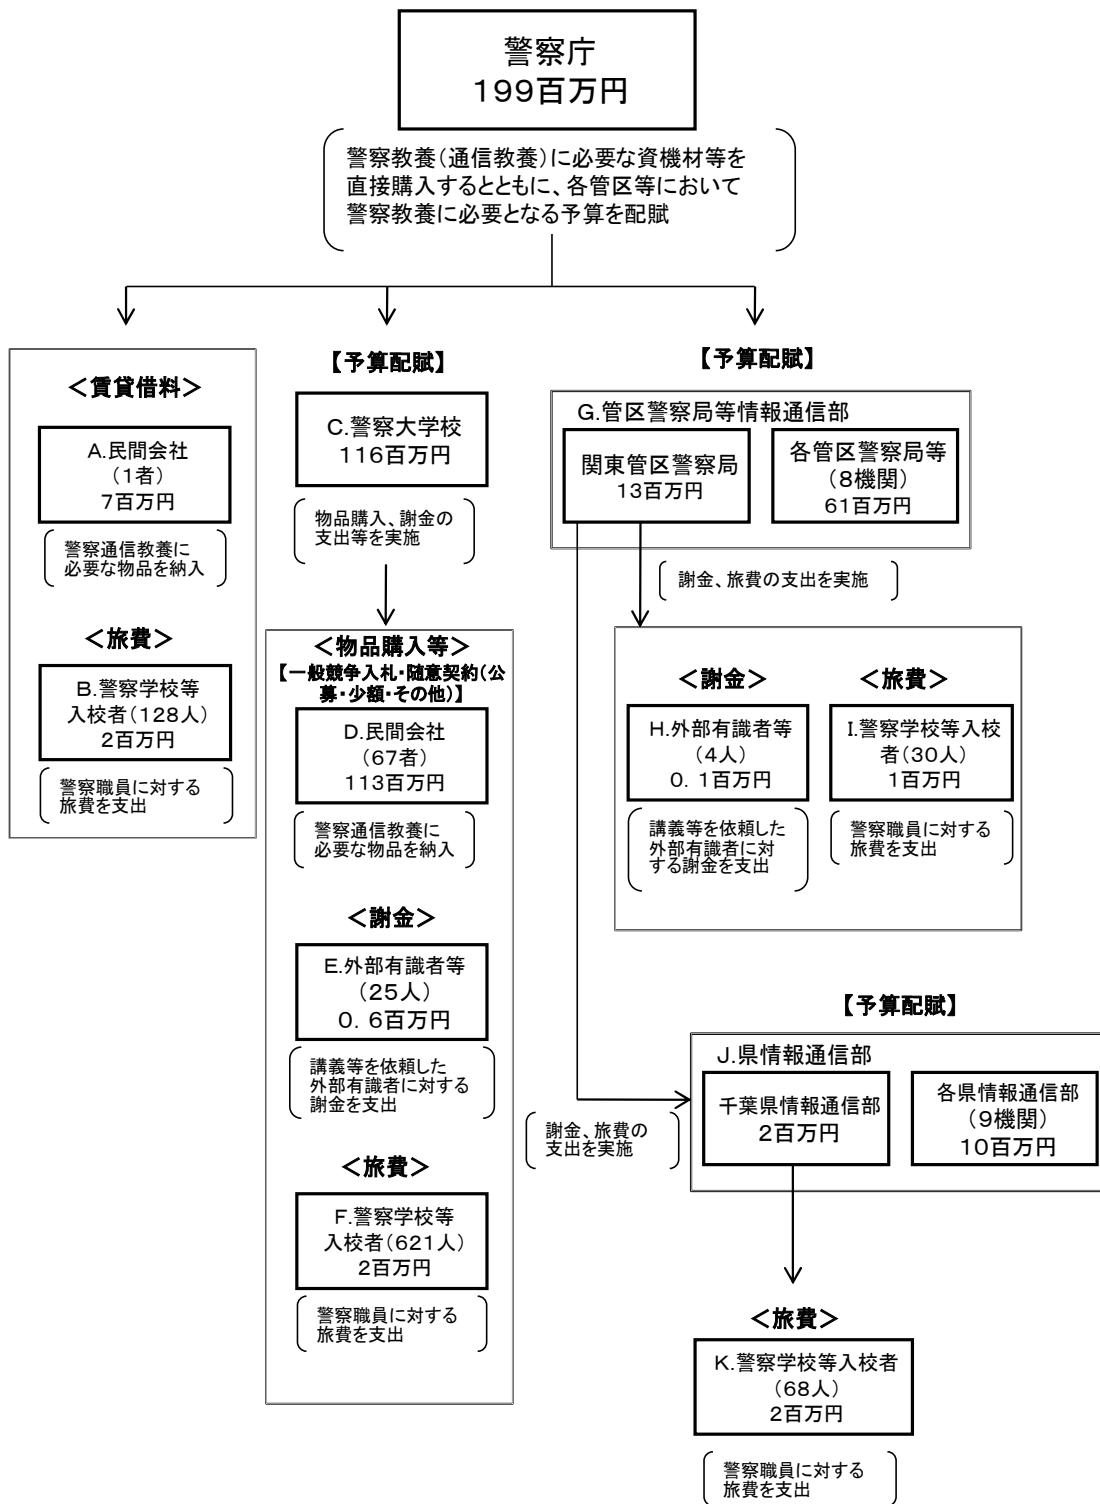 警察庁
199百万円
警察教養(通信教養)に必要な資機材等を
直接購入するとともに、各管区等において
警察教養に必要となる予算を配賦
＜賃貸借料＞
A.民間会社
(1者)
7百万円
警察通信教養に
必要な物品を納入
＜旅費＞
B.警察学校等
入校者(128人)
2百万円
警察職員に対する
旅費を支出
【予算配賦】
C.警察大学校
116百万円
物品購入、謝金の
支出等を実施
＜物品購入等＞
【一般競争入札・随意契約(公
募・少額・その他)】
D.民間会社
(67者)
113百万円
警察通信教養に
必要な物品を納入
＜謝金＞
E.外部有識者等
(25人)
0.6百万円
講義等を依頼した
外部有識者に対する
謝金を支出
＜旅費＞
F.警察学校等
入校者(621人)
2百万円
警察職員に対する
旅費を支出
【予算配賦】
G.管区警察局等情報通信部
関東管区警察局
13百万円
各管区警察局等
(8機関)
61百万円
謝金、旅費の支出を実施
＜謝金＞
H.外部有識者等
(4人)
0.1百万円
講義等を依頼した
外部有識者に対
する謝金を支出
＜旅費＞
I.警察学校等入校
者(30人)
1百万円
警察職員に対する
旅費を支出
【予算配賦】
謝金、旅費の
支出を実施
J.県情報通信部
千葉県情報通信部
2百万円
各県情報通信部
(9機関)
10百万円
＜旅費＞
K.警察学校等入校者
(68人)
2百万円
警察職員に対する
旅費を支出